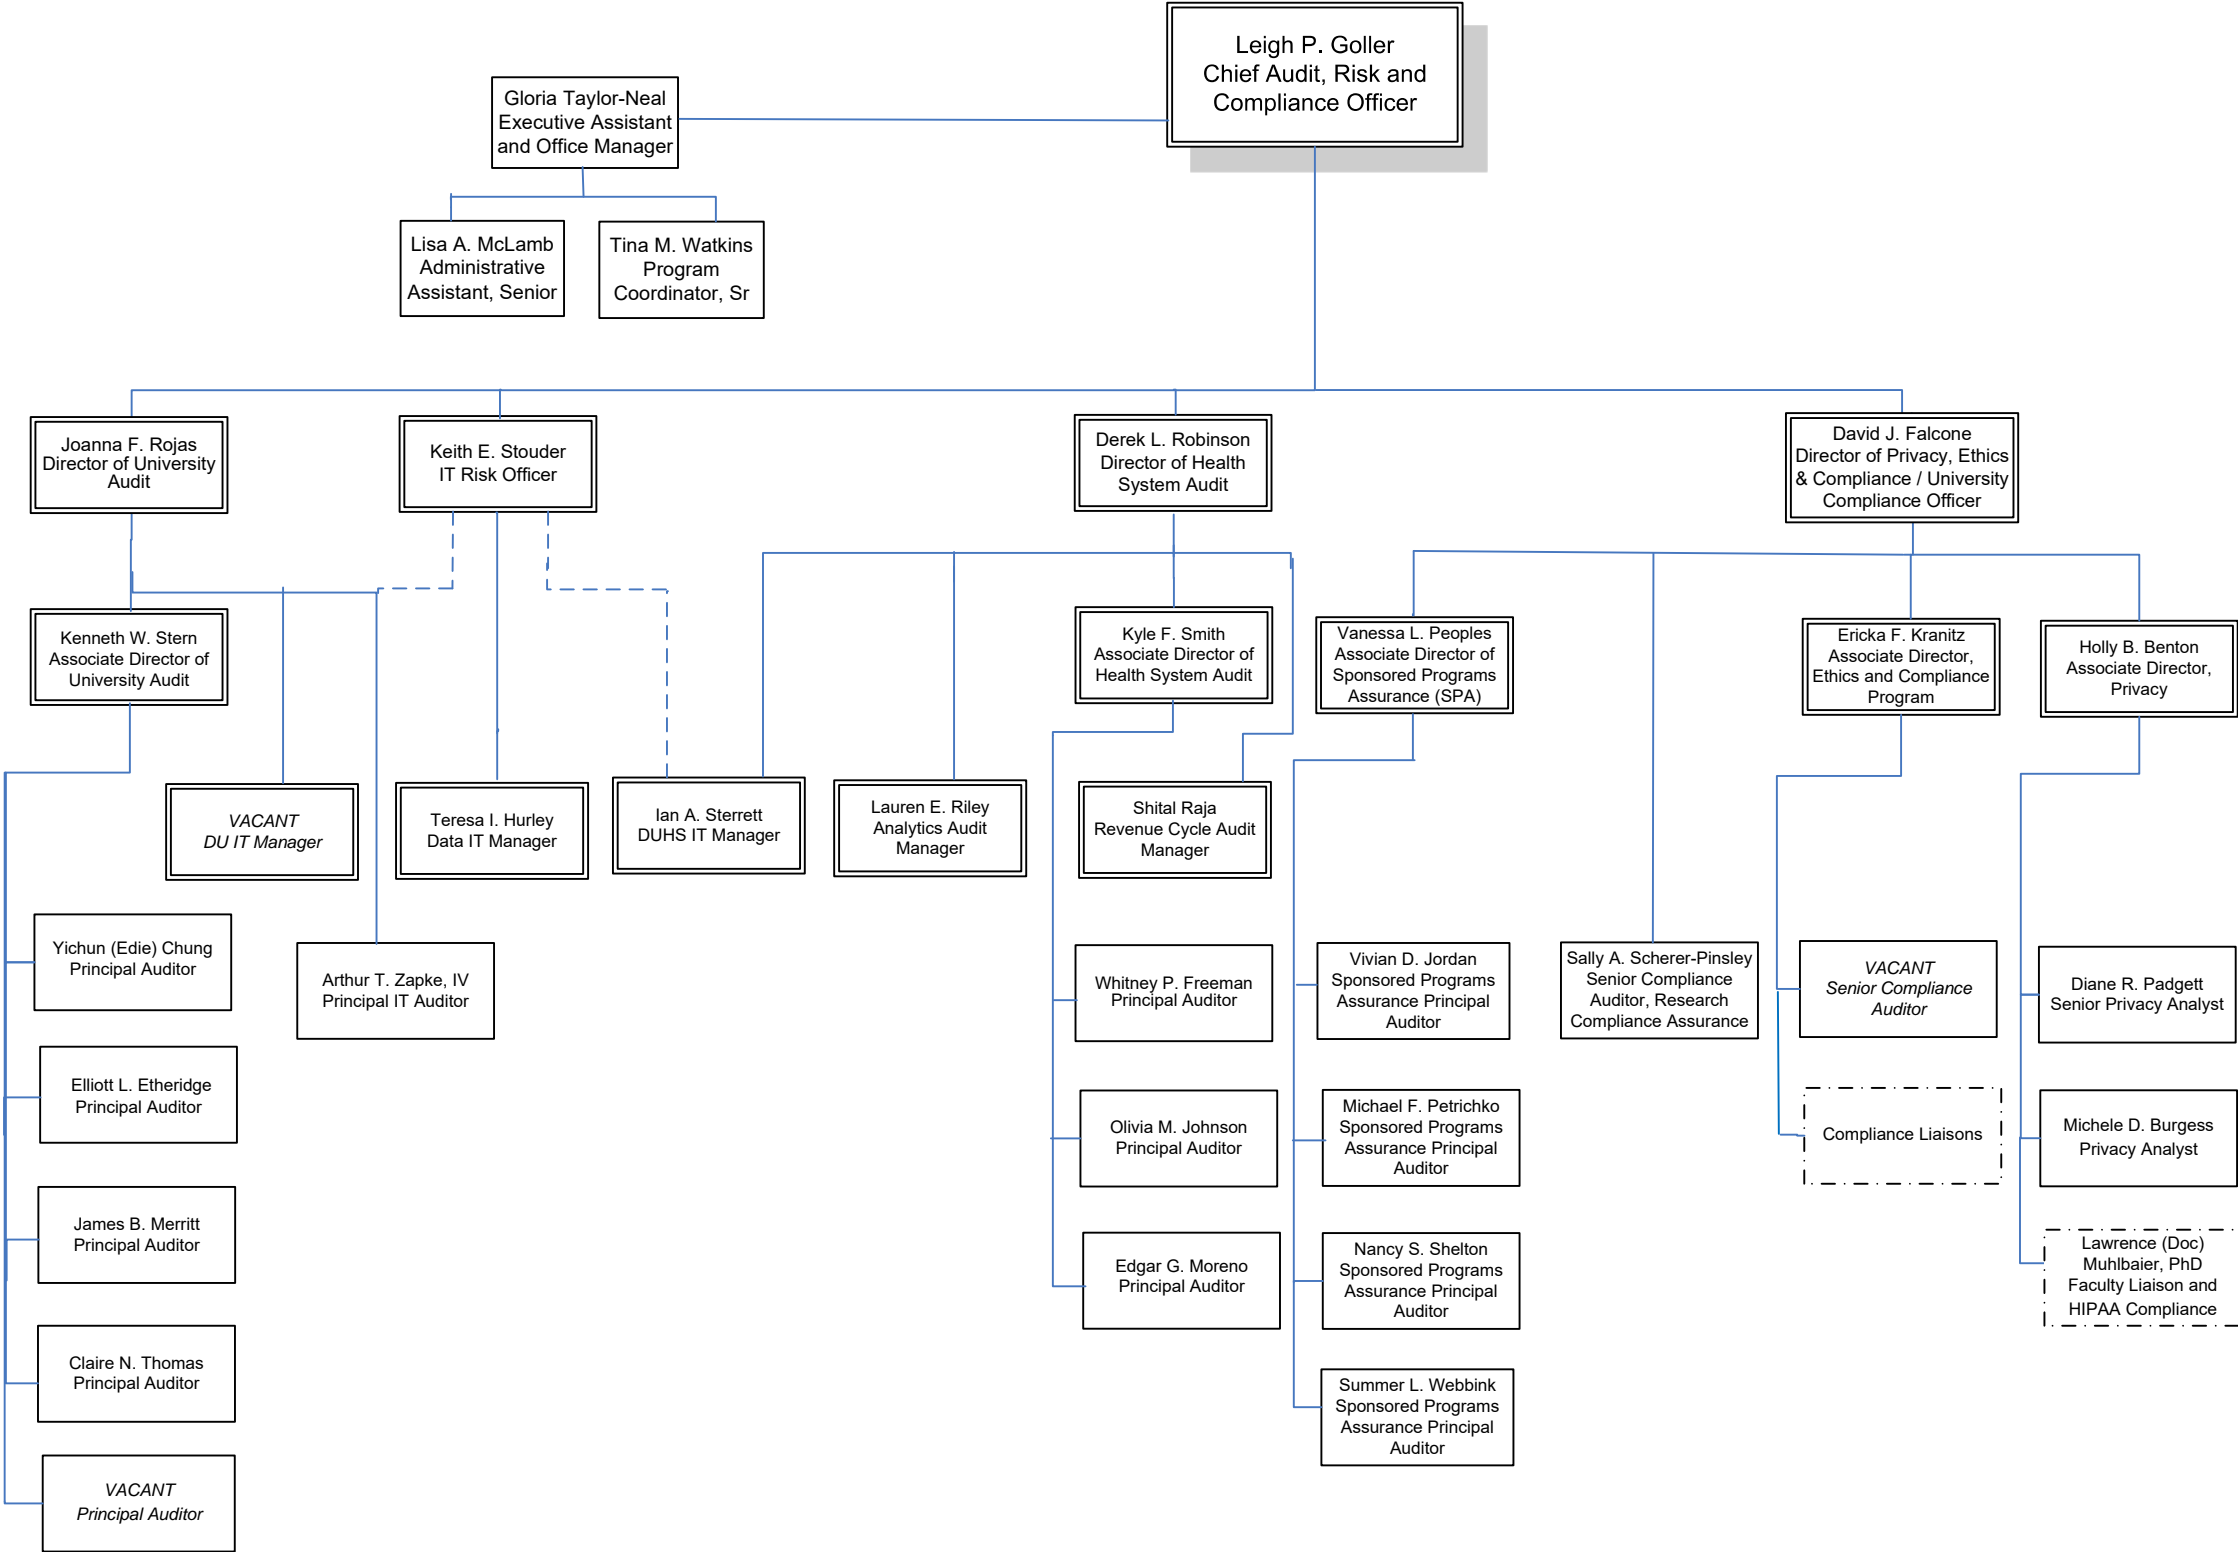 Leigh P. Goller
Chief Audit, Risk and
Compliance Officer
Gloria Taylor-Neal
Executive Assistant
and Office Manager
Lisa A. McLamb
Administrative
Assistant, Senior
Tina M. Watkins
Program
Coordinator, Sr
Joanna F. Rojas
Director of University
Audit
Keith E. Stouder
IT Risk Officer
Derek L. Robinson
Director of Health
System Audit
David J. Falcone
Director of Privacy, Ethics
& Compliance / University
Compliance Officer
Kenneth W. Stern
Associate Director of
University Audit
Kyle F. Smith
Associate Director of
Health System Audit
Vanessa L. Peoples
Associate Director of
Sponsored Programs
Assurance (SPA)
Ericka F. Kranitz
Associate Director,
Ethics and Compliance
Program
Holly B. Benton
Associate Director,
Privacy
VACANT
DU IT Manager
Teresa I. Hurley
Data IT Manager
Ian A. Sterrett
DUHS IT Manager
Lauren E. Riley
Analytics Audit
Manager
Shital Raja
Revenue Cycle Audit
Manager
Yichun (Edie) Chung
Principal Auditor
Arthur T. Zapke, IV
Principal IT Auditor
Whitney P. Freeman
Principal Auditor
Vivian D. Jordan
Sponsored Programs
Assurance Principal
Auditor
Sally A. Scherer-Pinsley
Senior Compliance
Auditor, Research
Compliance Assurance
VACANT
Senior Compliance
Auditor
Diane R. Padgett
Senior Privacy Analyst
Elliott L. Etheridge
Principal Auditor
Olivia M. Johnson
Principal Auditor
Michael F. Petrichko
Sponsored Programs
Assurance Principal
Auditor
Compliance Liaisons
Michele D. Burgess
Privacy Analyst
James B. Merritt
Principal Auditor
Edgar G. Moreno
Principal Auditor
Nancy S. Shelton
Sponsored Programs
Assurance Principal
Auditor
Lawrence (Doc)
Muhlbaier, PhD
Faculty Liaison and
HIPAA Compliance
Claire N. Thomas
Principal Auditor
Summer L. Webbink
Sponsored Programs
Assurance Principal
Auditor
VACANT
Principal Auditor